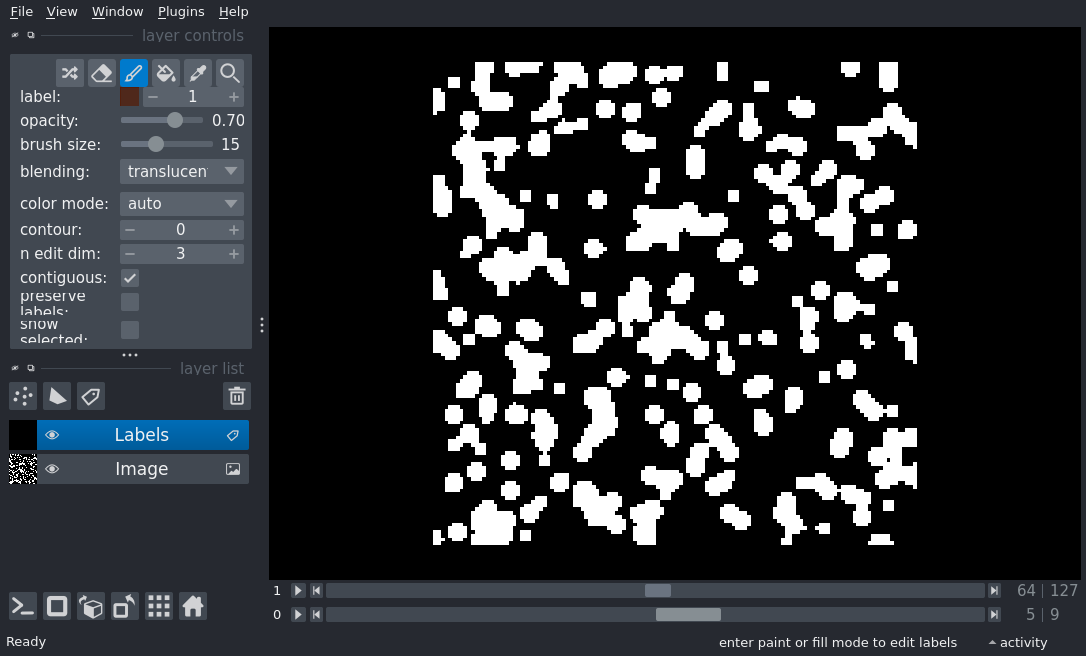 File View Window Plugins Help
layer controls
label: 1
opacity: 0.70
brush size: 15
blending: translucen
color mode: auto
contour: 0
n edit dim: 3
contiguous:
preserve
labels:
show
selected:
layer list
Labels
Image
1 64 127
0 5 9
Ready enter paint or fill mode to edit labels activity